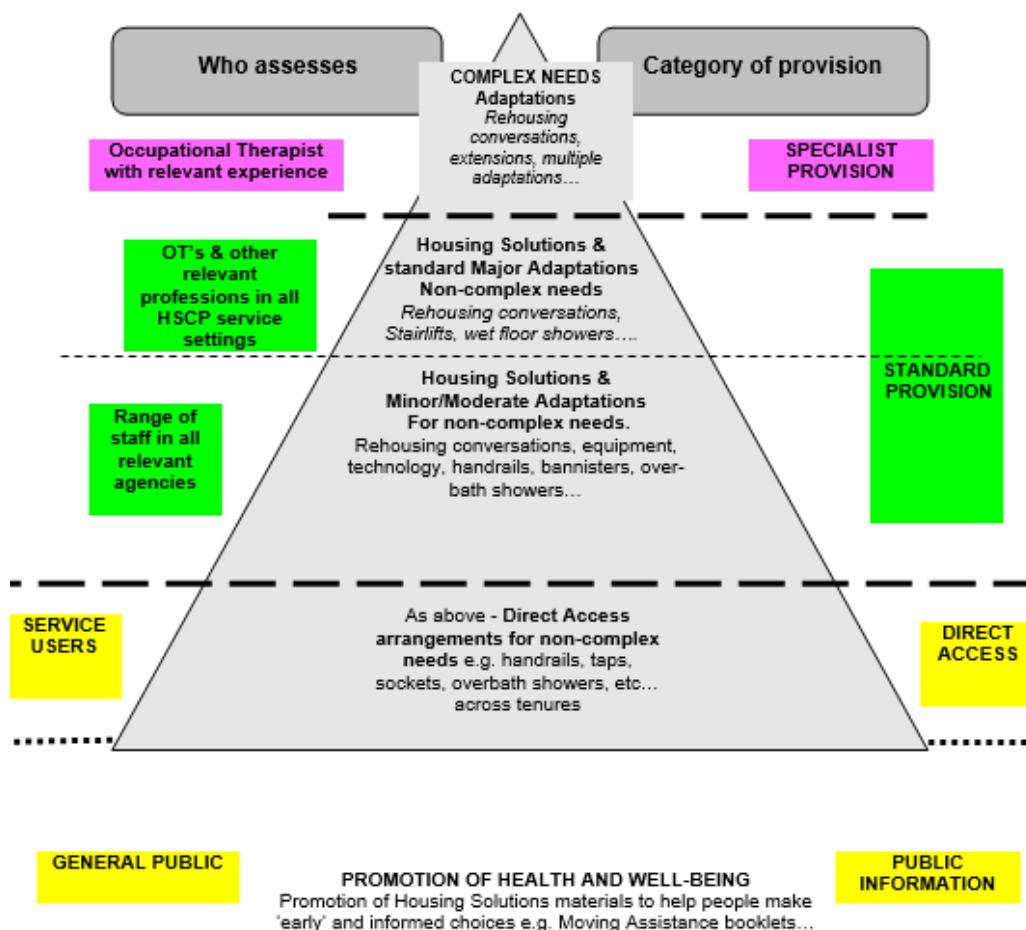 Who assesses
Category of provision
COMPLEX NEEDS
Adaptations
Rehousing
conversations,
extensions, multiple
adaptations…
Occupational Therapist
with relevant experience
SPECIALIST
PROVISION
OT's & other
relevant
professions in all
HSCP service
settings
Housing Solutions &
standard Major Adaptations
Non-complex needs
Rehousing conversations,
Stairlifts, wet floor showers….
STANDARD
PROVISION
Range of
staff in all
relevant
agencies
Housing Solutions &
Minor/Moderate Adaptations
For non-complex needs.
Rehousing conversations, equipment,
technology, handrails, bannisters, over-
bath showers…
SERVICE
USERS
As above - Direct Access
arrangements for non-complex
needs e.g. handrails, taps,
sockets, overbath showers, etc…
across tenures
DIRECT
ACCESS
GENERAL PUBLIC
PROMOTION OF HEALTH AND WELL-BEING
Promotion of Housing Solutions materials to help people make
'early' and informed choices e.g. Moving Assistance booklets…
PUBLIC
INFORMATION